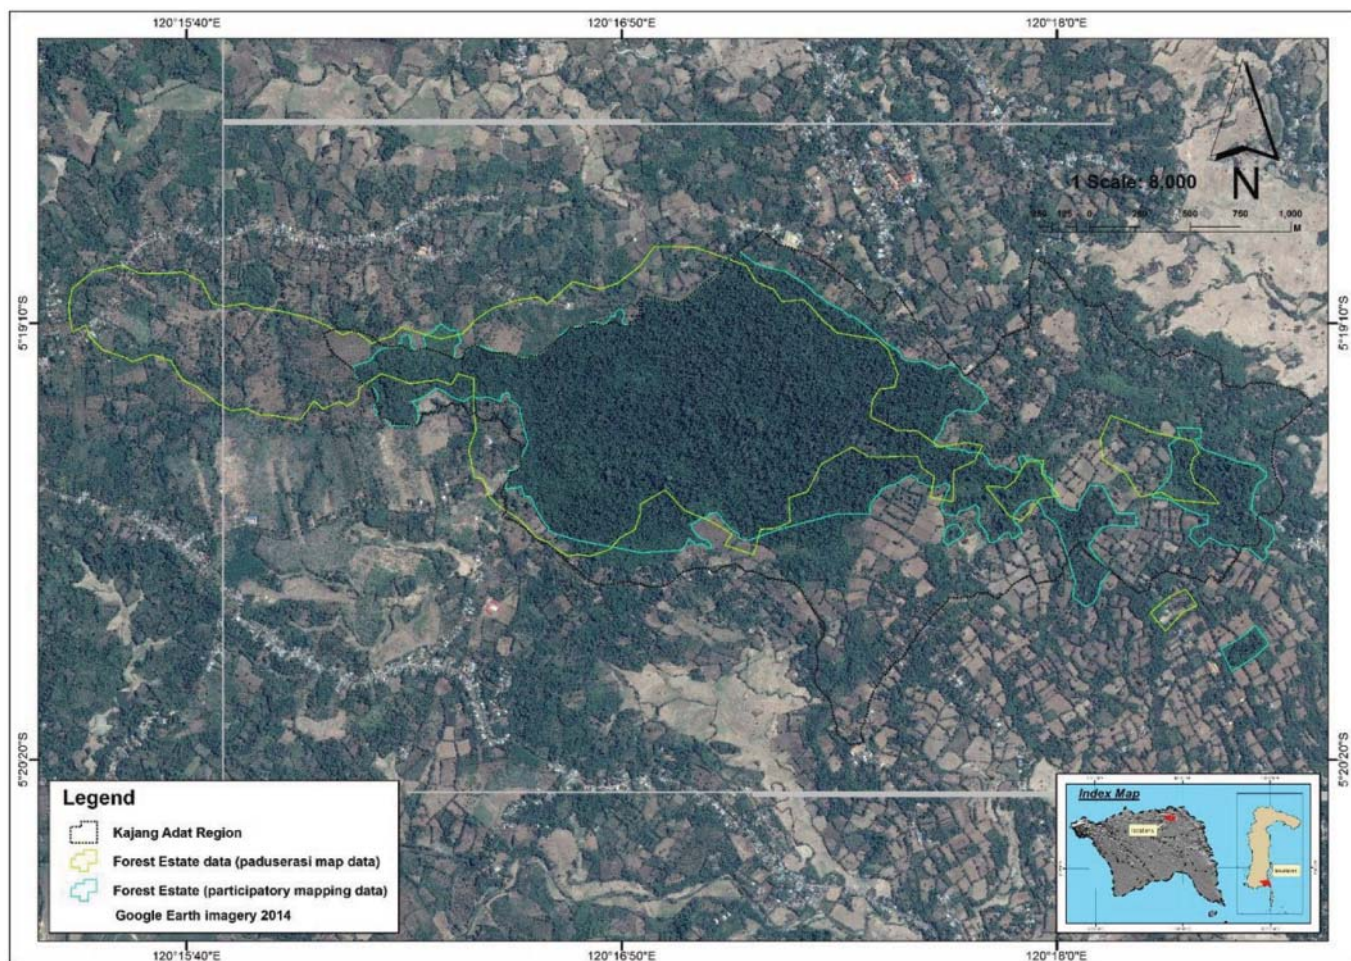 120°15'40"E
120°16'50"E
120°18'0"E
5°19'10"S
5°19'10"S
1 Scale: 8,000
N
250 125 0 250 500 750 1,000
M
5°20'20"S
5°20'20"S
Legend
Kajang Adat Region
Forest Estate data (paduserasi map data)
Forest Estate (participatory mapping data)
Google Earth imagery 2014
Index Map
120°15'40"E
120°16'50"E
120°18'0"E